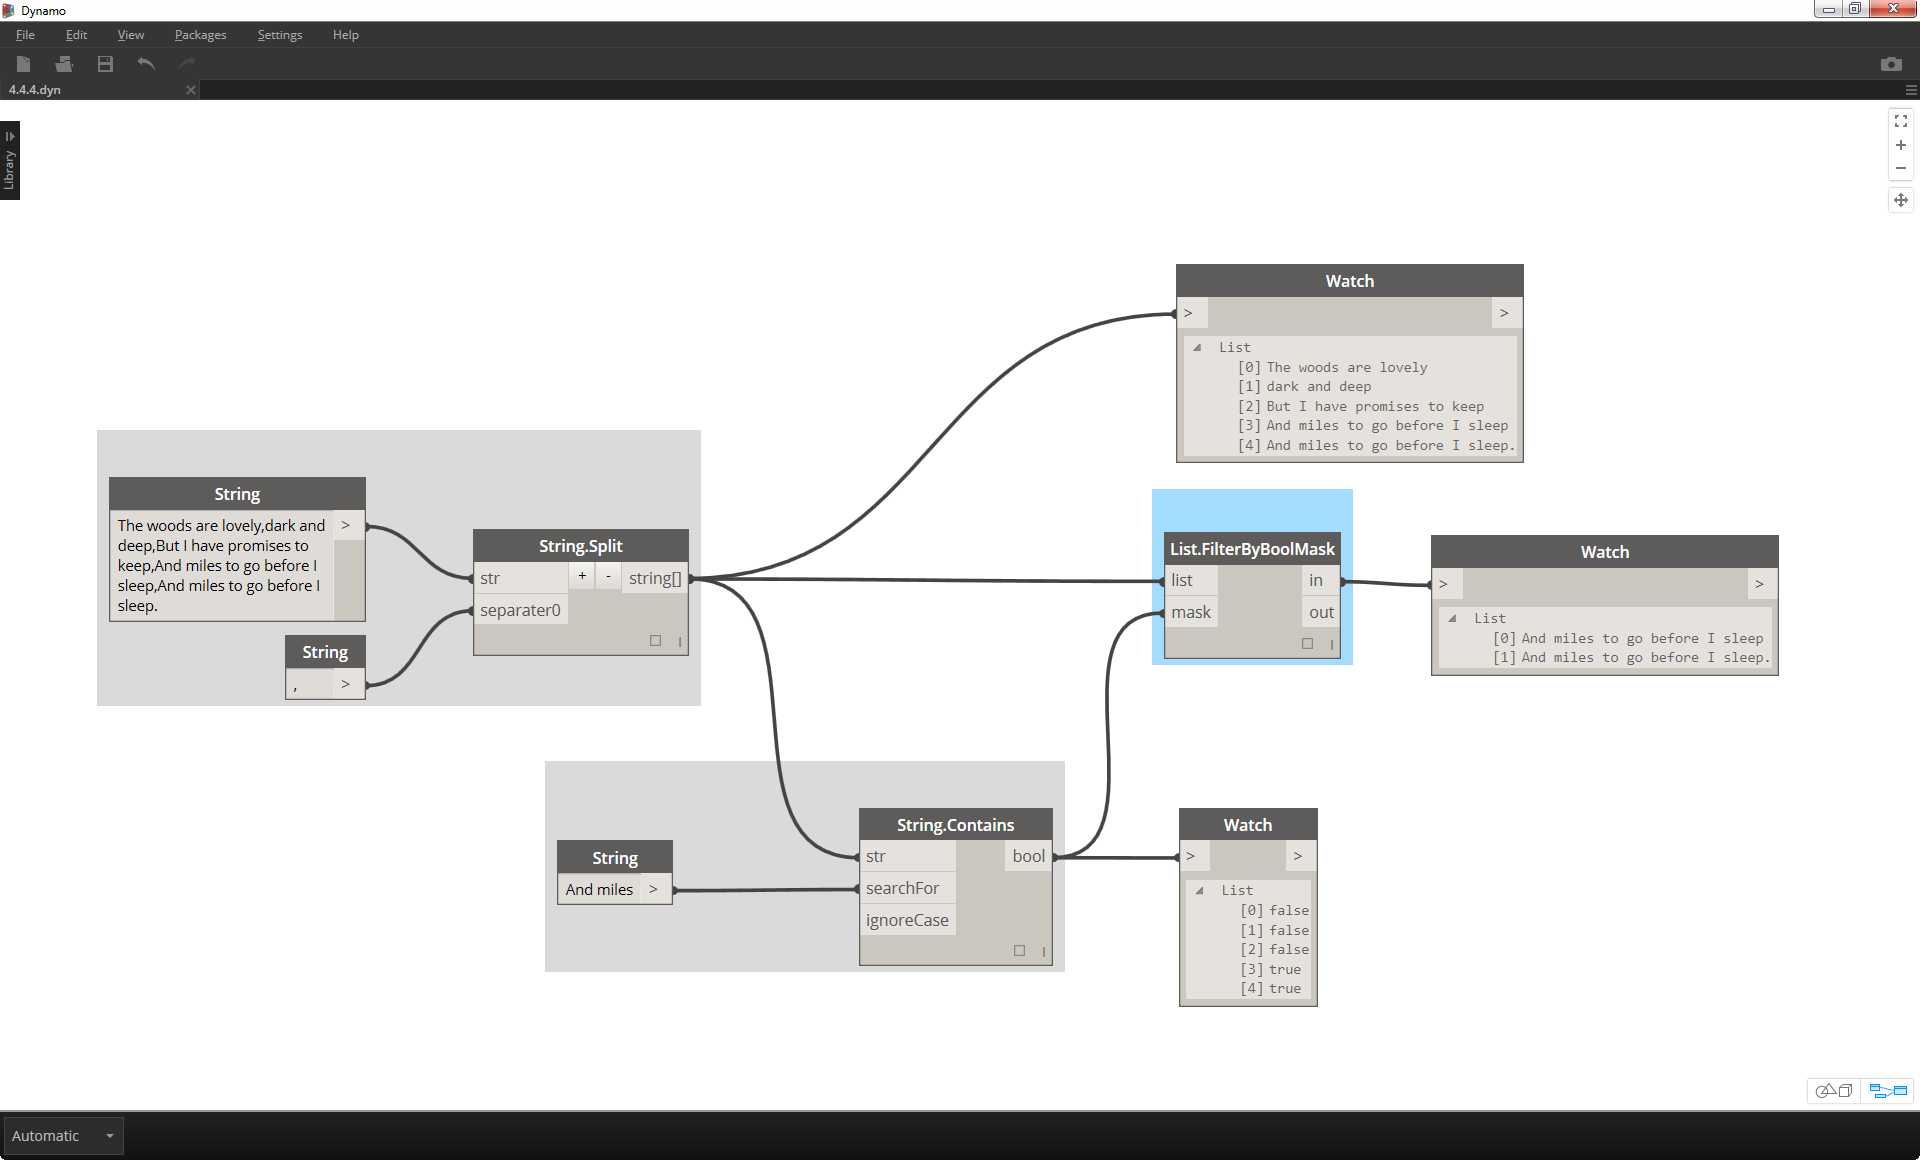 Dynamo
File Edit View Packages Settings Help
4.4.4.dyn
Library
Watch
> >
List
[0] The woods are lovely
[1] dark and deep
[2] But I have promises to keep
[3] And miles to go before I sleep
[4] And miles to go before I sleep.
String
The woods are lovely,dark and
deep,But I have promises to
keep,And miles to go before I
sleep,And miles to go before I
sleep.
>
String
, >
String.Split
str + - string[]
separater0
l
List.FilterByBoolMask
list in
mask out
l
Watch
> >
List
[0] And miles to go before I sleep
[1] And miles to go before I sleep.
String
And miles >
String.Contains
str bool
searchFor
ignoreCase
l
Watch
> >
List
[0] false
[1] false
[2] false
[3] true
[4] true
Automatic